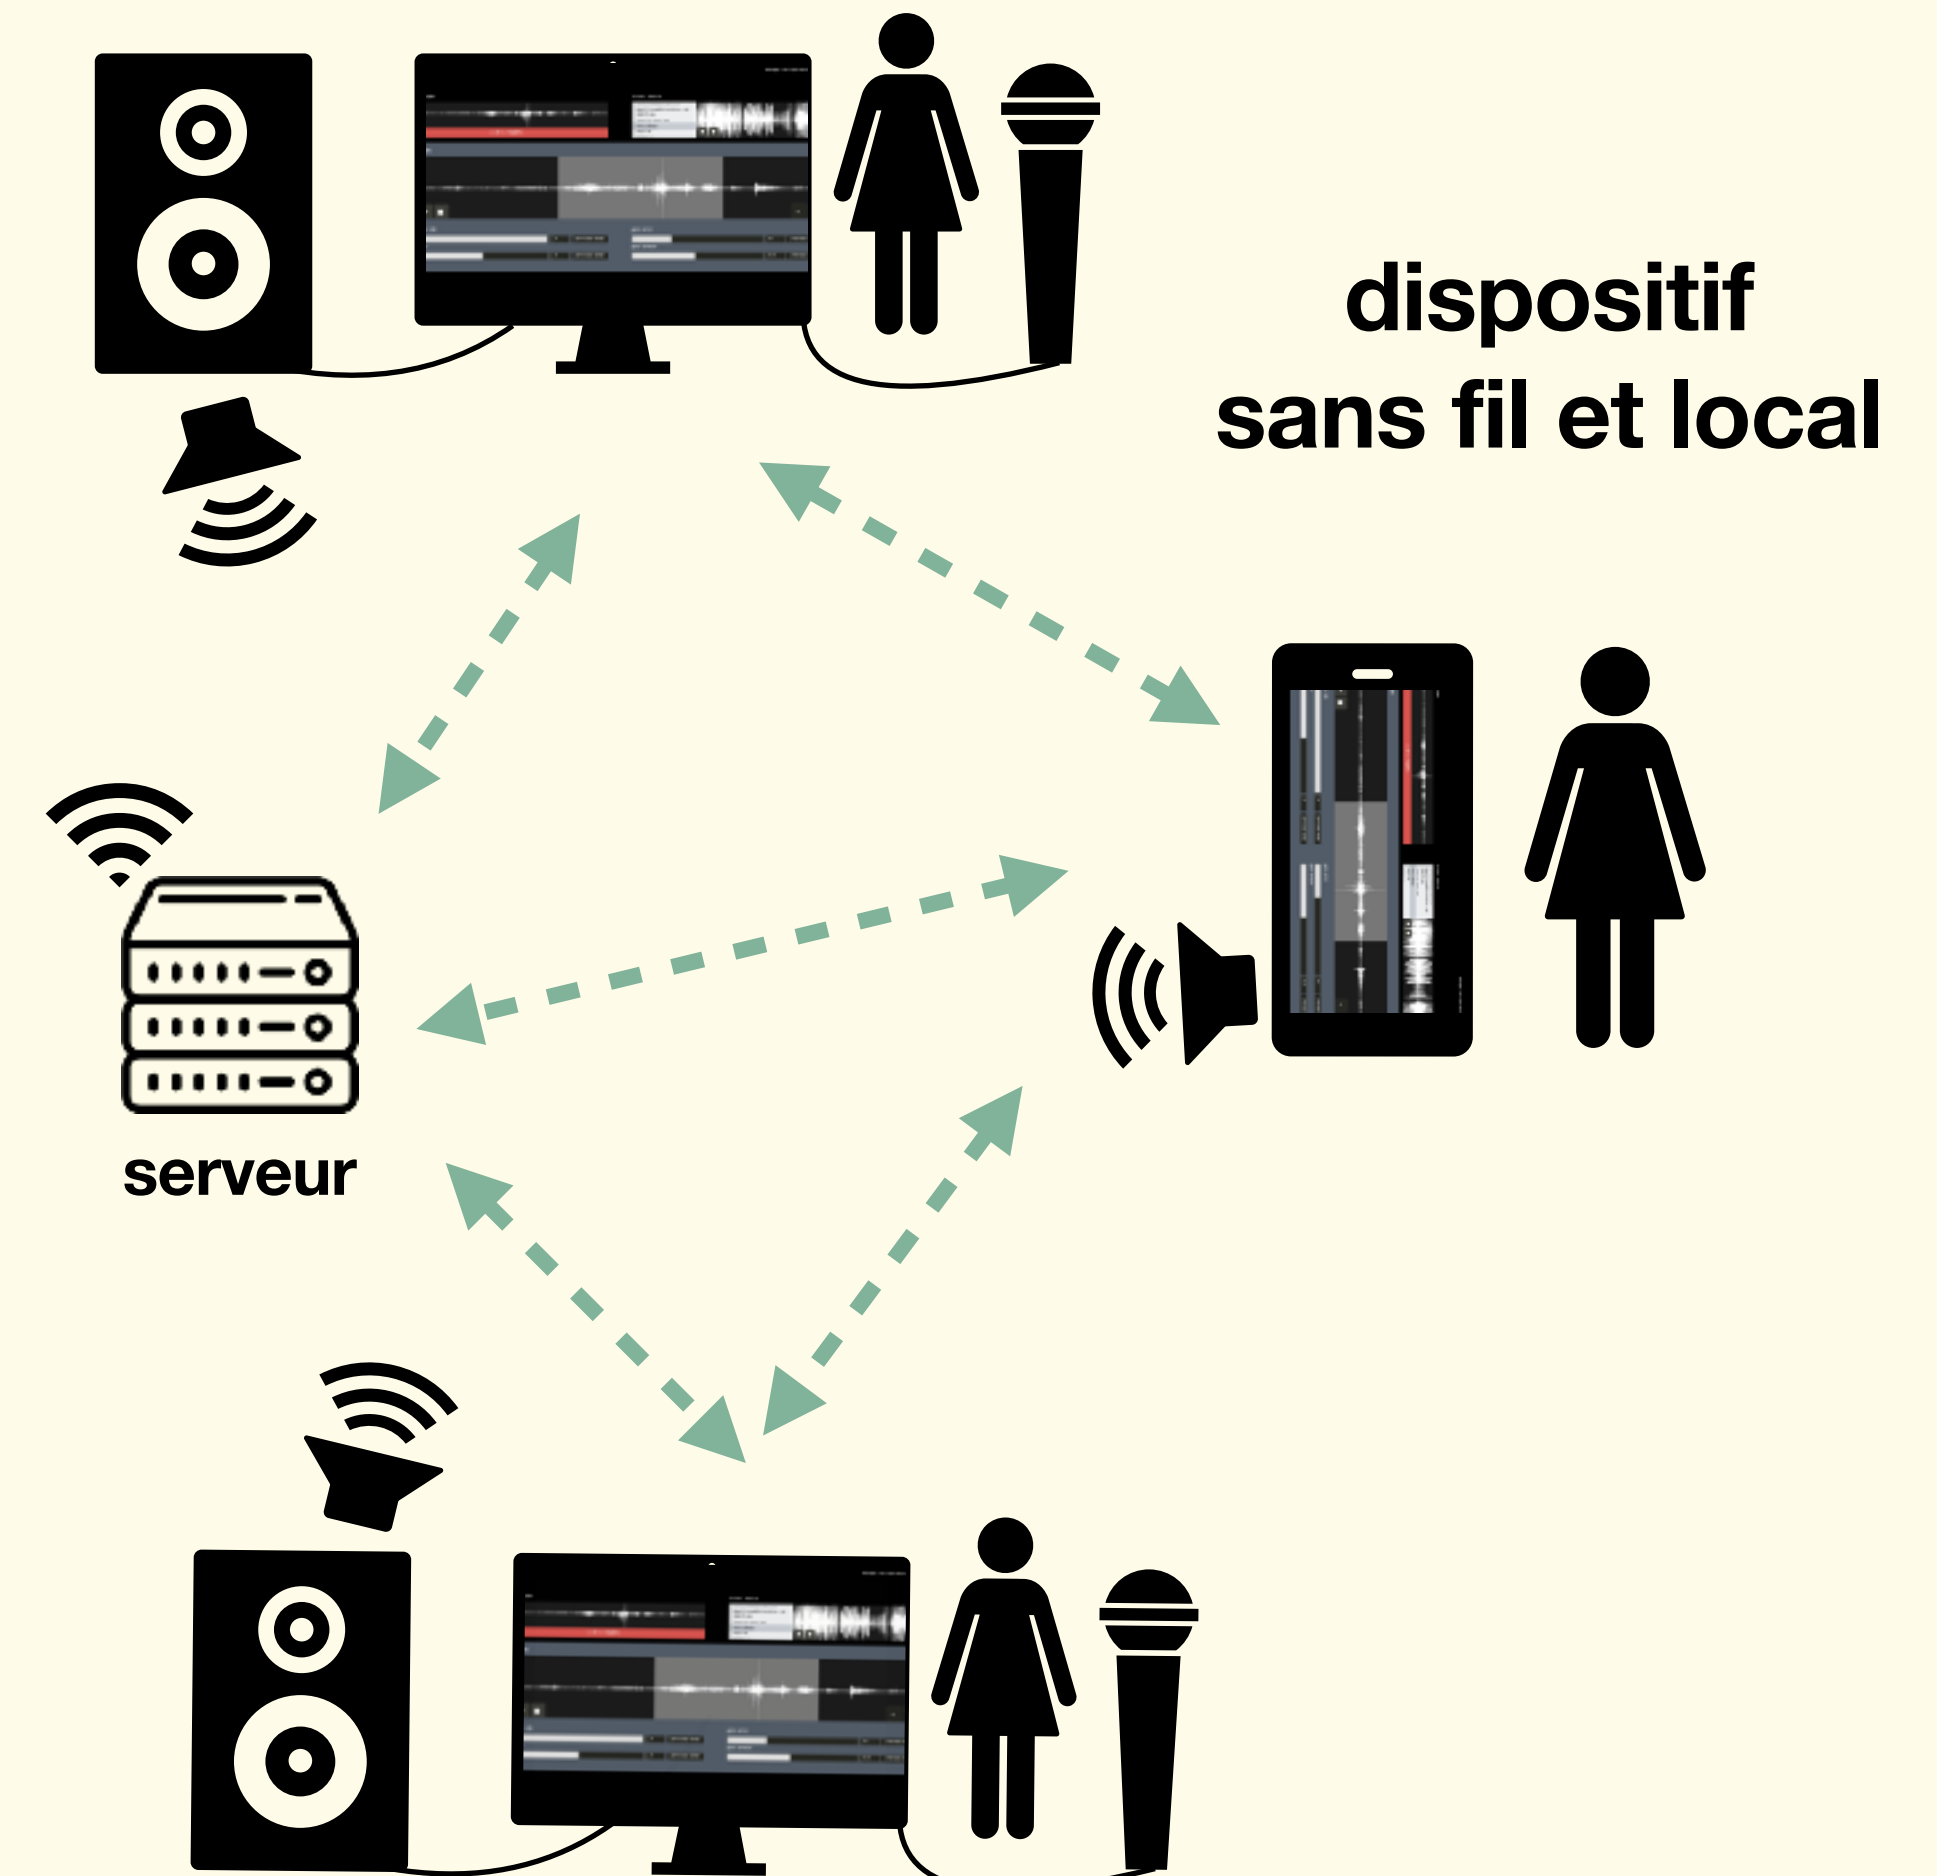 dispositif
sans fil et local
serveur